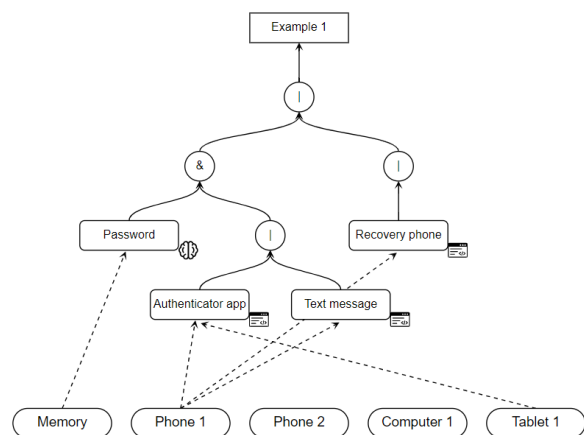 Example 1
|
&
|
Password
|
Recovery phone
Authenticator app
Text message
Memory
Phone 1
Phone 2
Computer 1
Tablet 1